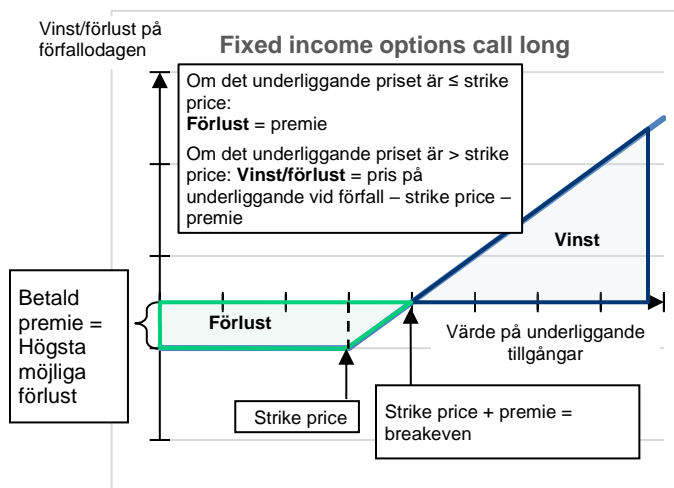 Vinst/förlust på
förfallodagen
Fixed income options call long
Om det underliggande priset är ≤ strike
price:
Förlust = premie
Om det underliggande priset är > strike
price: Vinst/förlust = pris på
underliggande vid förfall – strike price –
premie
Vinst
Betald
premie =
Högsta
möjliga
förlust
Förlust
Värde på underliggande
tillgångar
Strike price
Strike price + premie =
breakeven